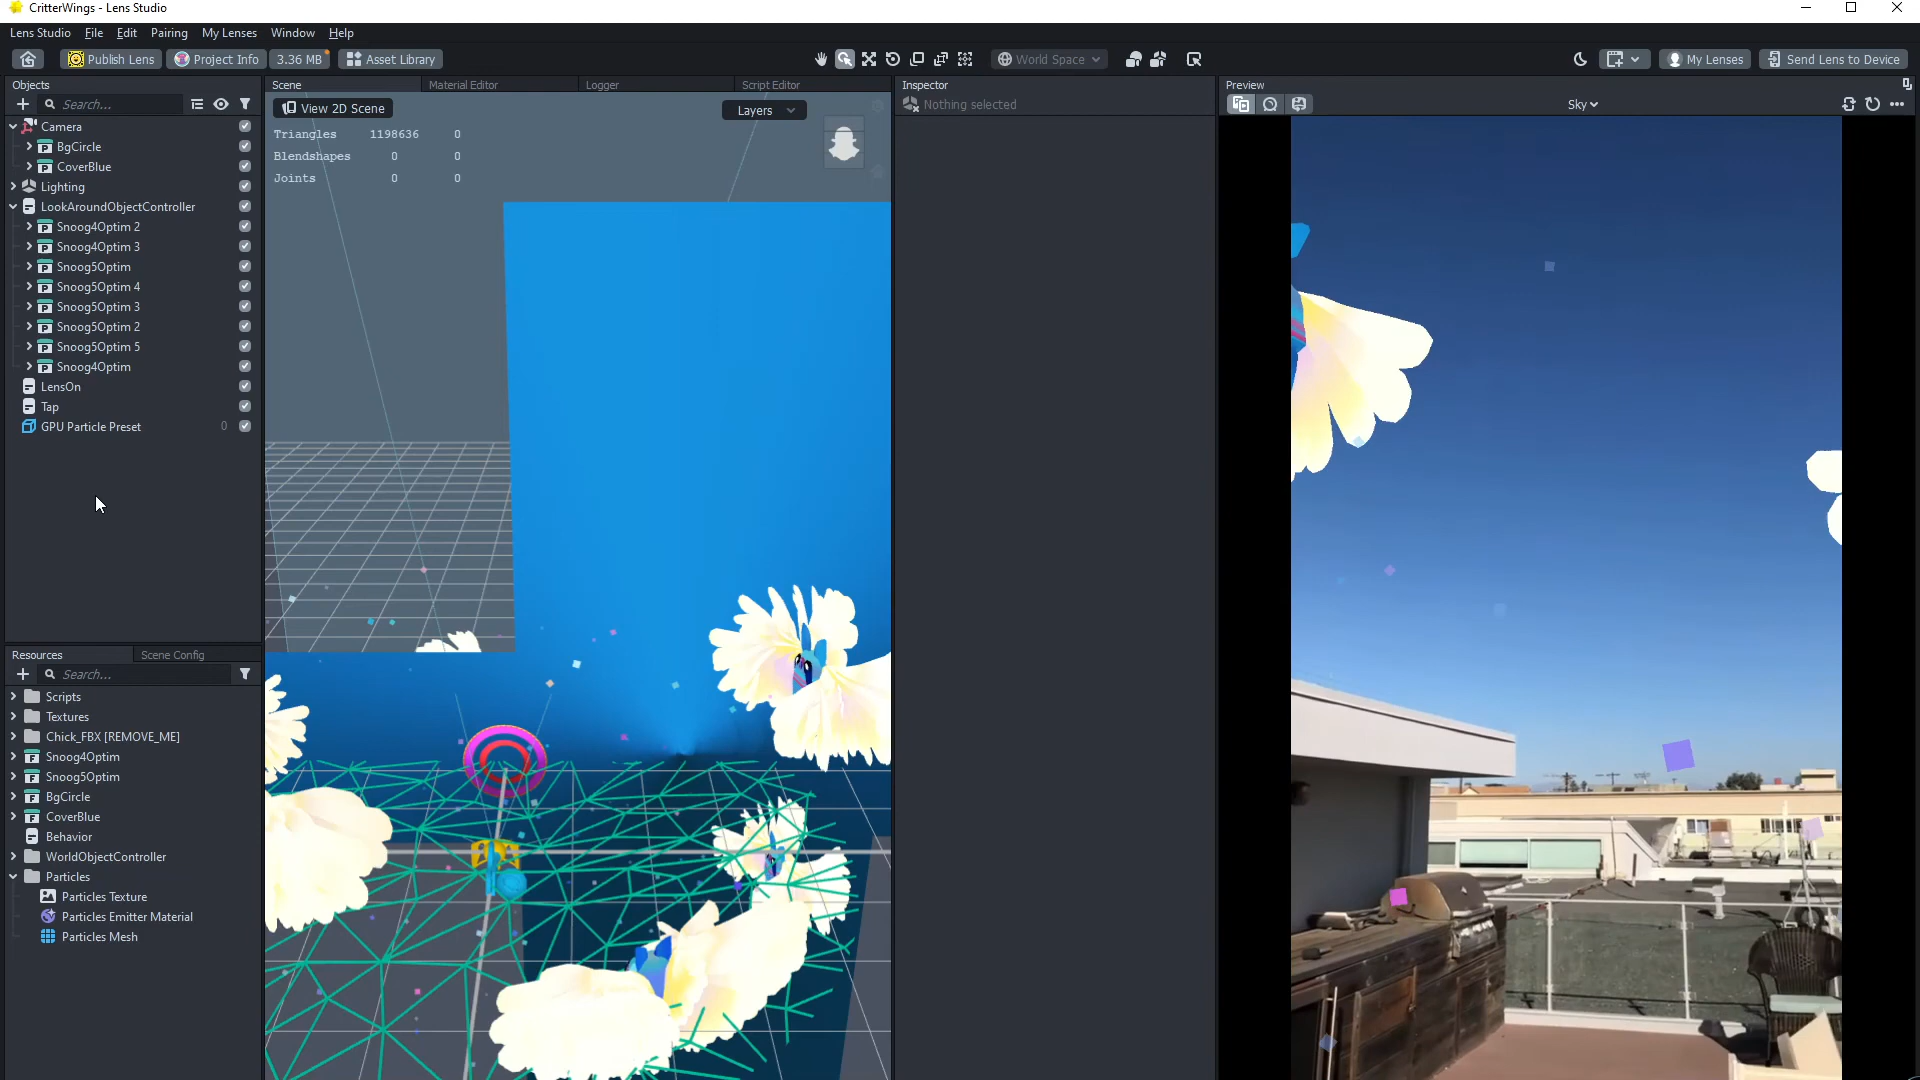 CritterWings - Lens Studio
Lens Studio File Edit Pairing My Lenses Window Help
Publish Lens Project Info 3.36 MB Asset Library World Space My Lenses Send Lens to Device
Objects
Search...
Camera
BgCircle
CoverBlue
Lighting
LookAroundObjectController
Snoog4Optim 2
Snoog4Optim 3
Snoog5Optim
Snoog5Optim 4
Snoog5Optim 3
Snoog5Optim 2
Snoog5Optim 5
Snoog4Optim
LensOn
Tap
GPU Particle Preset 0
Resources Scene Config
Search...
Scripts
Textures
Chick_FBX [REMOVE_ME]
Snoog4Optim
Snoog5Optim
BgCircle
CoverBlue
Behavior
WorldObjectController
Particles
Particles Texture
Particles Emitter Material
Particles Mesh
Scene Material Editor Logger Script Editor
View 2D Scene Layers
Triangles 1198636 0
Blendshapes 0 0
Joints 0 0
Inspector
Nothing selected
Preview
Sky